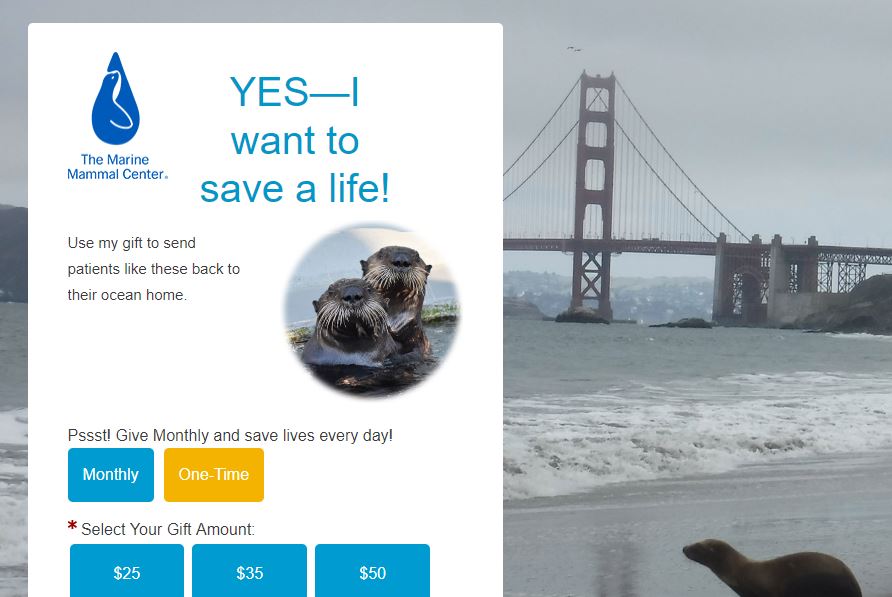 The Marine
Mammal Center®
YES—I
want to
save a life!
Use my gift to send
patients like these back to
their ocean home.
Pssst! Give Monthly and save lives every day!
Monthly
One-Time
* Select Your Gift Amount:
$25
$35
$50